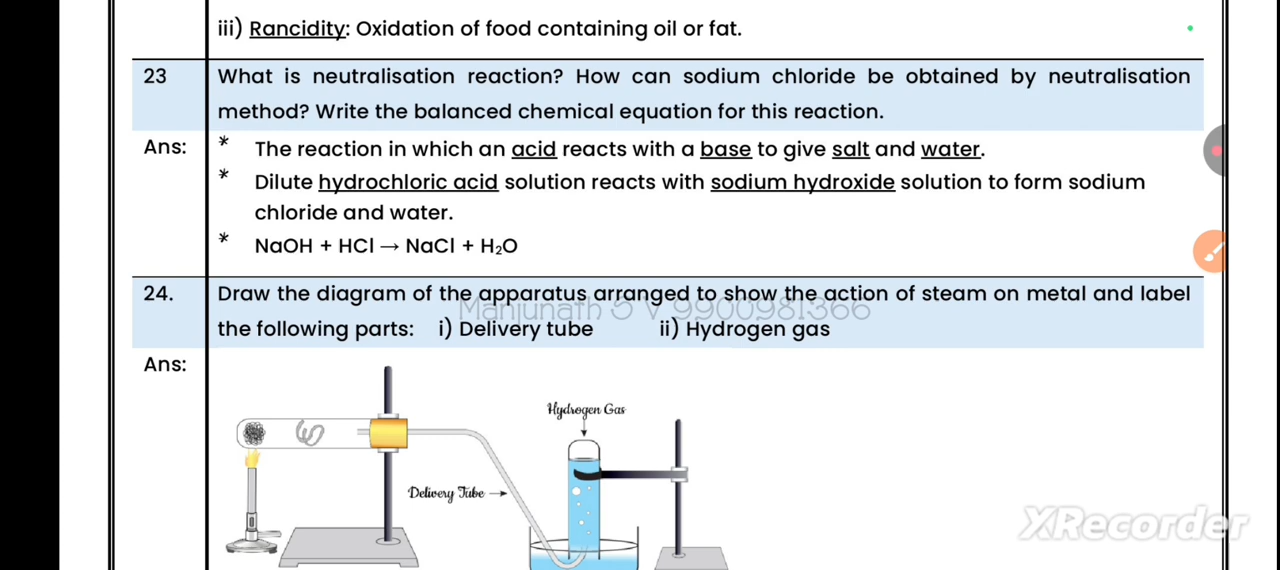 iii) Rancidity: Oxidation of food containing oil or fat.
23 What is neutralisation reaction? How can sodium chloride be obtained by neutralisation
method? Write the balanced chemical equation for this reaction.
Ans: * The reaction in which an acid reacts with a base to give salt and water.
* Dilute hydrochloric acid solution reacts with sodium hydroxide solution to form sodium
chloride and water.
* NaOH + HCl → NaCl + H₂O
24. Draw the diagram of the apparatus arranged to show the action of steam on metal and label
Manjunath S V 9900981366
the following parts: i) Delivery tube ii) Hydrogen gas
Ans:
Hydrogen Gas
Delivery Tube
XRecorder